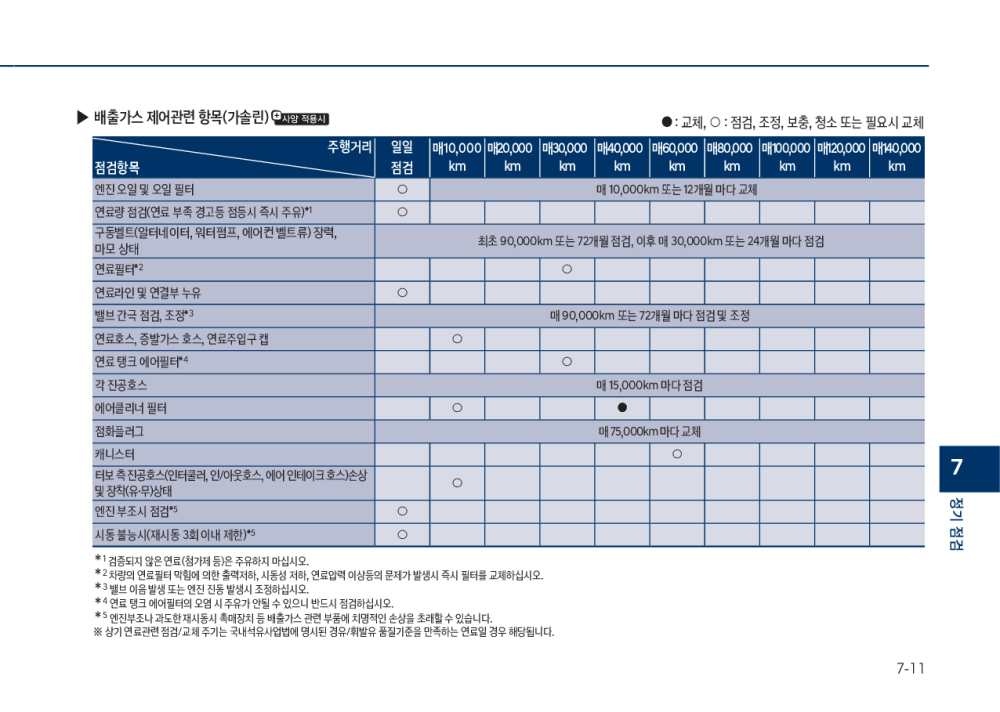 ▶ 배출가스 제어관련 항목(가솔린) 사양 적용시
● : 교체, ○ : 점검, 조정, 보충, 청소 또는 필요시 교체
주행거리 일일 매10,000 매20,000 매30,000 매40,000 매60,000 매80,000 매100,000 매120,000 매140,000
점검항목 점검 km km km km km km km km km
엔진 오일 및 오일 필터 ○ 매 10,000km 또는 12개월 마다 교체
연료량 점검(연료 부족 경고등 점등시 즉시 주유)*1 ○
구동벨트(알터네이터, 워터펌프, 에어컨 벨트류) 장력,
마모 상태 최초 90,000km 또는 72개월 점검, 이후 매 30,000km 또는 24개월 마다 점검
연료필터*2 ○
연료라인 및 연결부 누유 ○
밸브 간극 점검, 조정*3 매 90,000km 또는 72개월 마다 점검 및 조정
연료호스, 증발가스 호스, 연료주입구 캡 ○
연료 탱크 에어필터*4 ○
각 진공호스 매 15,000km 마다 점검
에어클리너 필터 ○ ●
점화플러그 매 75,000km 마다 교체
캐니스터 ○
터보 측 진공호스(인터쿨러, 인/아웃호스, 에어 인테이크 호스)손상
및 장착(유·무)상태 ○
엔진 부조시 점검*5 ○
시동 불능시(재시동 3회 이내 제한)*5 ○
*1 검증되지 않은 연료(첨가제 등)은 주유하지 마십시오.
*2 차량의 연료필터 막힘에 의한 출력저하, 시동성 저하, 연료압력 이상등의 문제가 발생시 즉시 필터를 교체하십시오.
*3 밸브 이음 발생 또는 엔진 진동 발생시 조정하십시오.
*4 연료 탱크 에어필터의 오염 시 주유가 안될 수 있으니 반드시 점검하십시오.
*5 엔진부조나 과도한 재시동시 촉매장치 등 배출가스 관련 부품에 치명적인 손상을 초래할 수 있습니다.
※ 상기 연료관련 점검/교체 주기는 국내석유사업법에 명시된 경유/휘발유 품질기준을 만족하는 연료일 경우 해당됩니다.
7
정기 점검
7-11